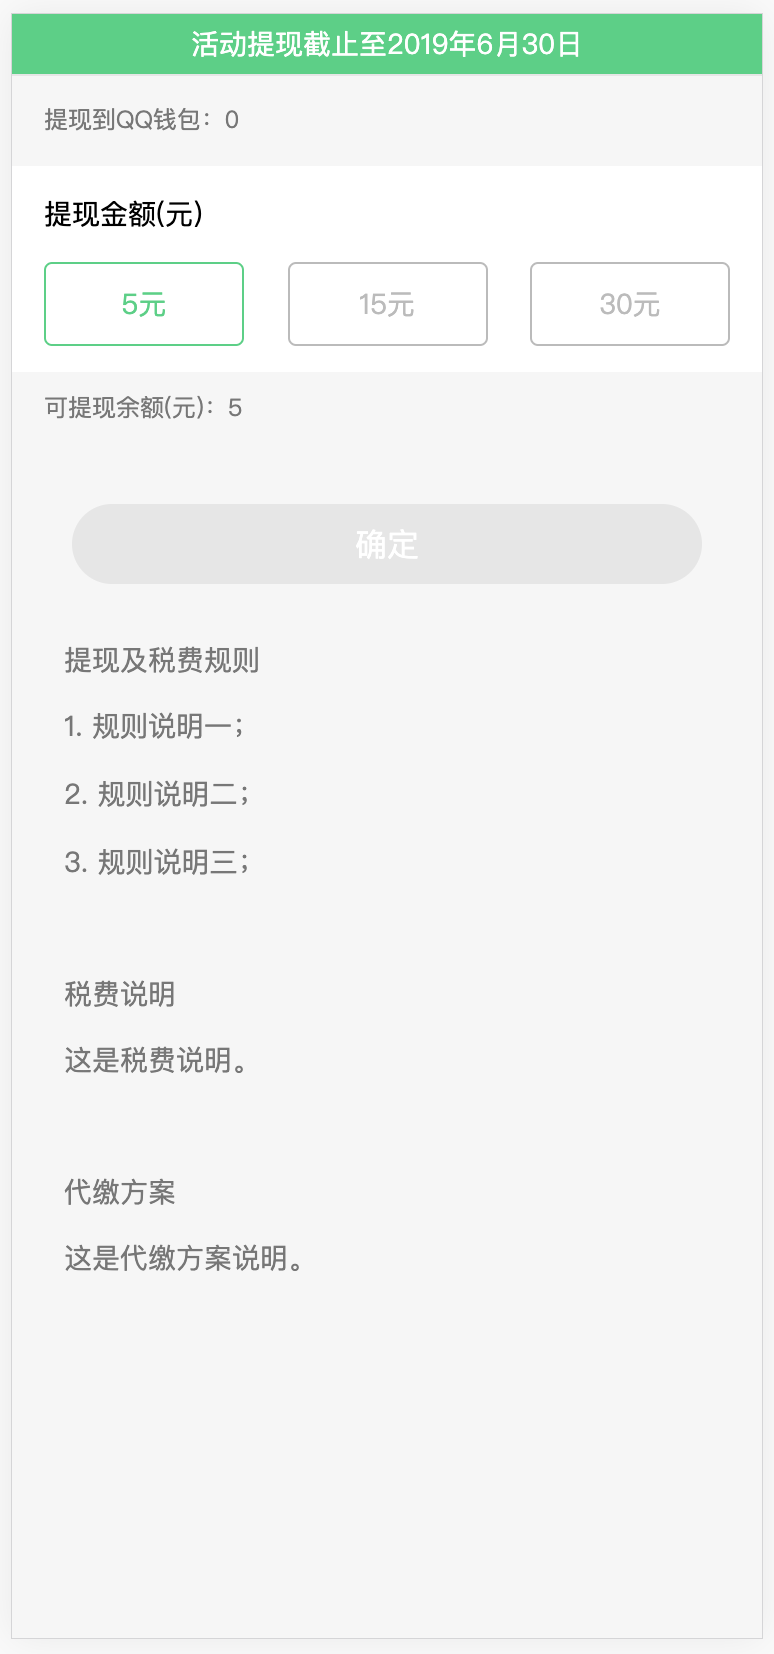 活动提现截止至2019年6月30日
提现到QQ钱包：0
提现金额(元)
5元
15元
30元
可提现余额(元)：5
确定
提现及税费规则
1. 规则说明一；
2. 规则说明二；
3. 规则说明三；
税费说明
这是税费说明。
代缴方案
这是代缴方案说明。